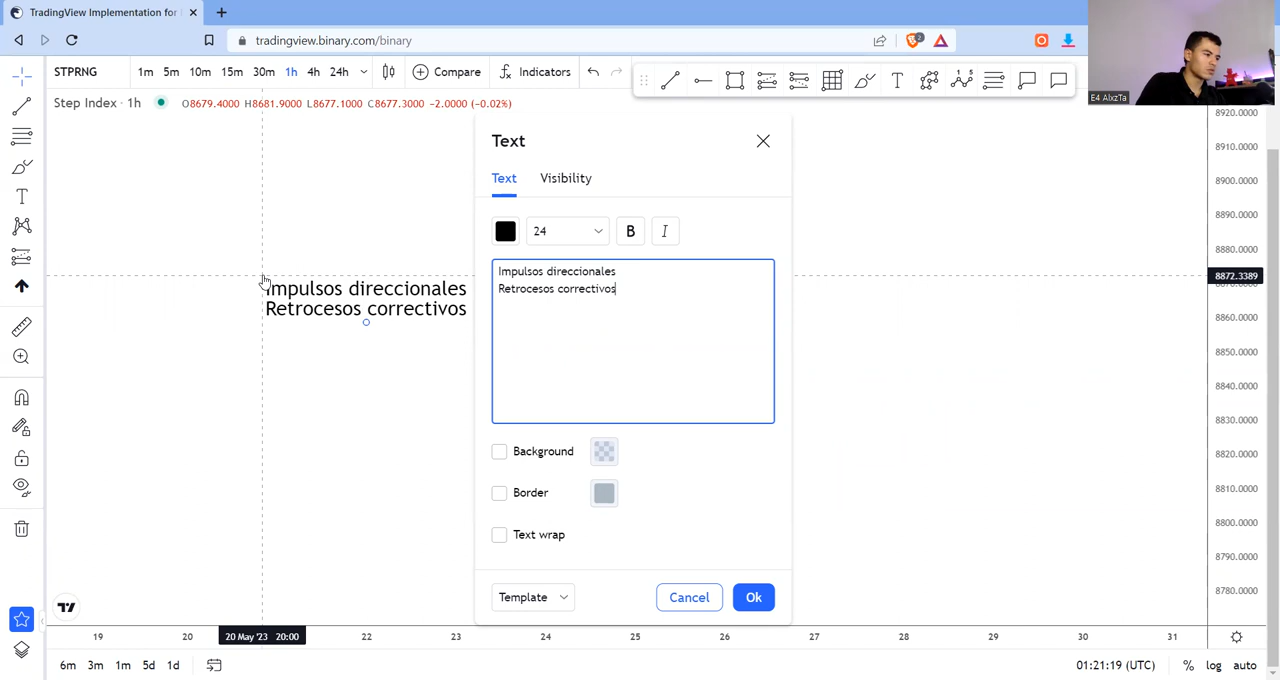 TradingView Implementation for
tradingview.binary.com/binary
2
STPRNG
1m 5m 10m 15m 30m 1h 4h 24h
Compare
Indicators
E4 AlxzTa
Step Index · 1h
O8679.4000 H8681.9000 L8677.1000 C8677.3000 -2.0000 (-0.02%)
Text
Text
Visibility
24
B
I
Impulsos direccionales
Retrocesos correctivos
Impulsos direccionales
Retrocesos correctivos
Background
Border
Text wrap
Template
Cancel
Ok
8920.0000
8910.0000
8900.0000
8890.0000
8880.0000
8872.3389
8860.0000
8850.0000
8840.0000
8830.0000
8820.0000
8810.0000
8800.0000
8790.0000
8780.0000
19 20 20 May '23 20:00 22 23 24 25 26 27 28 29 30 31
6m 3m 1m 5d 1d
01:21:19 (UTC)
% log auto